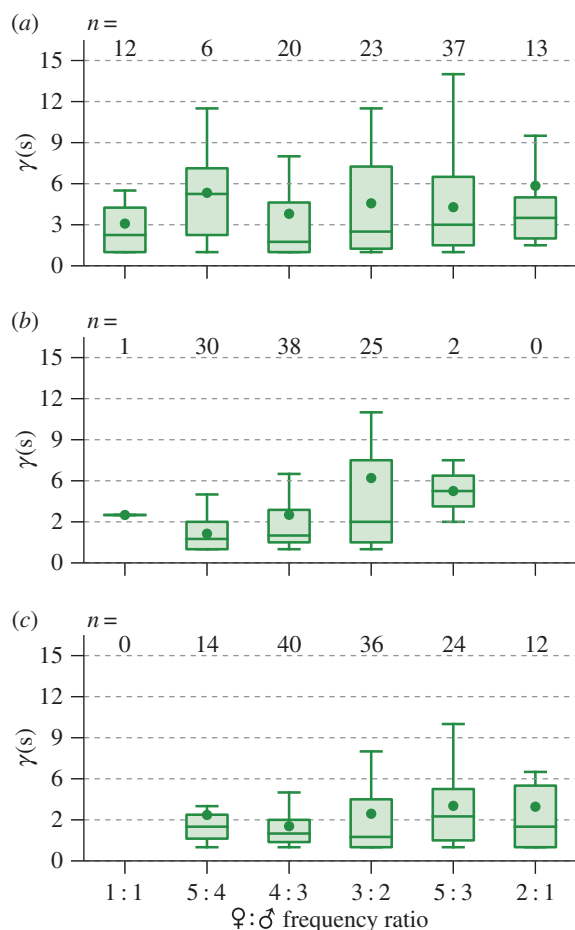 (a) n =
12 6 20 23 37 13
15
12
9
6
3
0
γ(s)
(b) n =
1 30 38 25 2 0
15
12
9
6
2
0
γ(s)
(c) n =
0 14 40 36 24 12
15
9
6
2
0
γ(s)
1 : 1 5 : 4 4 : 3 3 : 2 5 : 3 2 : 1
♀:♂ frequency ratio